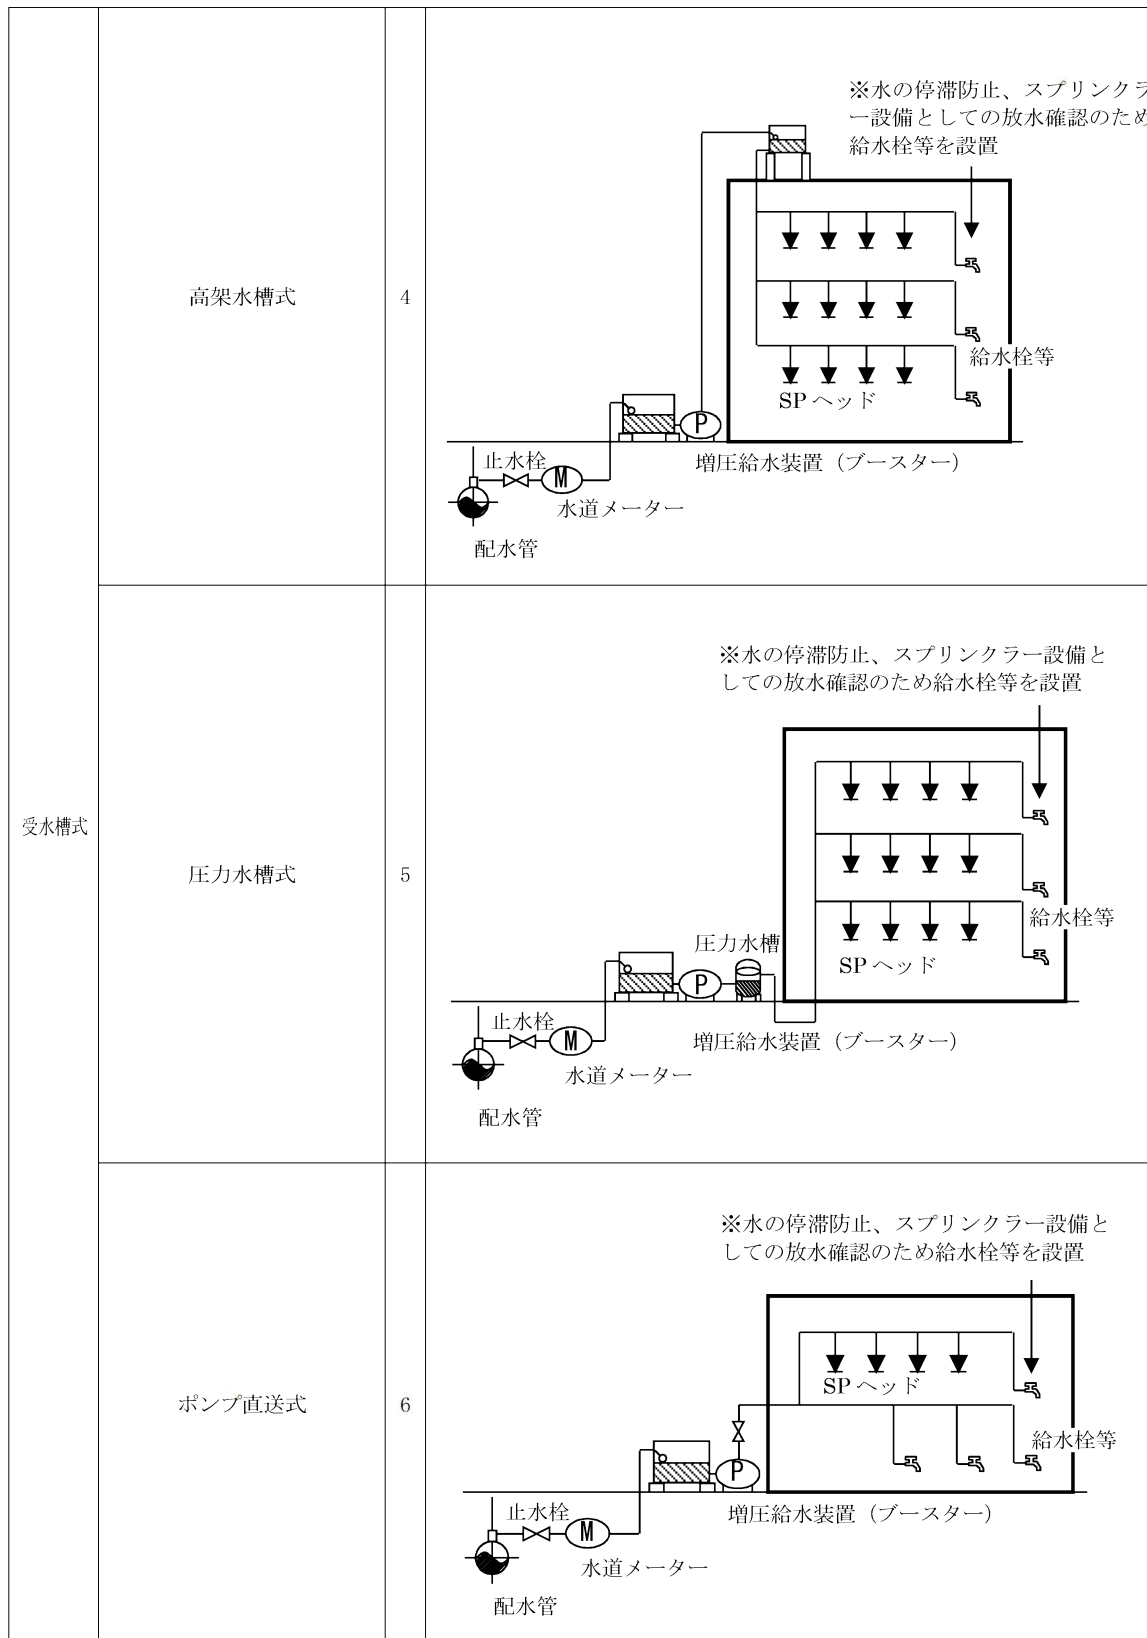 受水槽式
高架水槽式
4
※水の停滞防止、スプリンクラ
ー設備としての放水確認のため
給水栓等を設置
給水栓等
SP ヘッド
P
増圧給水装置（ブースター）
止水栓
M
水道メーター
配水管
圧力水槽式
5
※水の停滞防止、スプリンクラー設備と
しての放水確認のため給水栓等を設置
給水栓等
圧力水槽
SP ヘッド
P
増圧給水装置（ブースター）
止水栓
M
水道メーター
配水管
ポンプ直送式
6
※水の停滞防止、スプリンクラー設備と
しての放水確認のため給水栓等を設置
SP ヘッド
給水栓等
P
増圧給水装置（ブースター）
止水栓
M
水道メーター
配水管